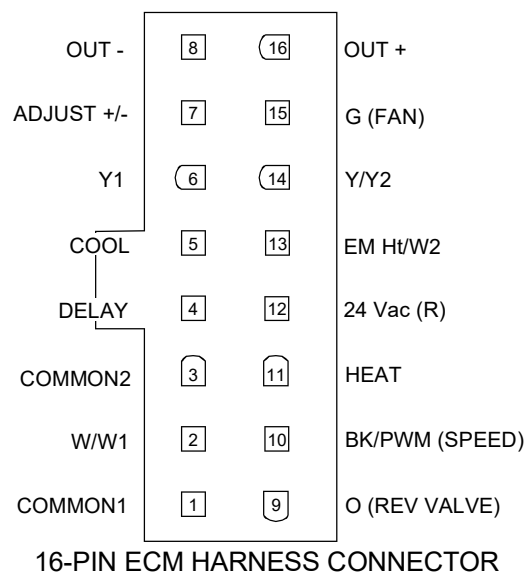 OUT - 8 16 OUT +
ADJUST +/- 7 15 G (FAN)
Y1 6 14 Y/Y2
COOL 5 13 EM Ht/W2
DELAY 4 12 24 Vac (R)
COMMON2 3 11 HEAT
W/W1 2 10 BK/PWM (SPEED)
COMMON1 1 9 O (REV VALVE)
16-PIN ECM HARNESS CONNECTOR